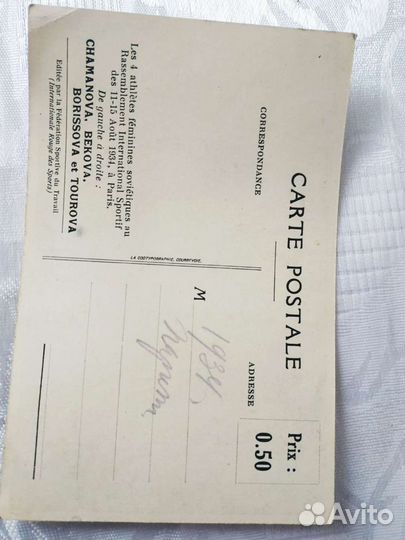 CARTE POSTALE
CORRESPONDANCE
ADRESSE
Prix :
0.50
Les 4 athlètes féminines soviétiques au
Rassemblement International Sportif
des 11-15 Août 1934, à Paris.
De gauche à droite :
CHAMANOVA, BEKOVA,
BORISSOVA et TOUROVA
Editée par la Fédération Sportive du Travail
(Internationale Rouge des Sports)
LA COOTYPOGRAPHIE, COURBEVOIE.
M
1934,
Avito